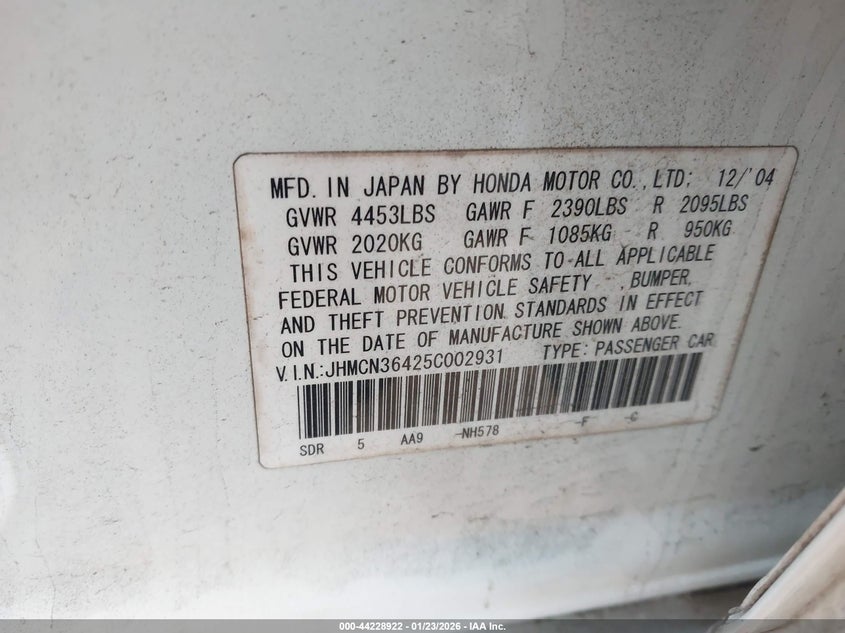 MFD. IN JAPAN BY HONDA MOTOR CO., LTD; 12/'04
GVWR 4453LBS GAWR F 2390LBS R 2095LBS
GVWR 2020KG GAWR F 1085KG R 950KG
THIS VEHICLE CONFORMS TO ALL APPLICABLE
FEDERAL MOTOR VEHICLE SAFETY , BUMPER,
AND THEFT PREVENTION STANDARDS IN EFFECT
ON THE DATE OF MANUFACTURE SHOWN ABOVE.
V.I.N.:JHMCN36425C002931 TYPE: PASSENGER CAR
SDR 5 AA9 -NH578 -F -C
000-44228922 - 01/23/2026 - IAA Inc.